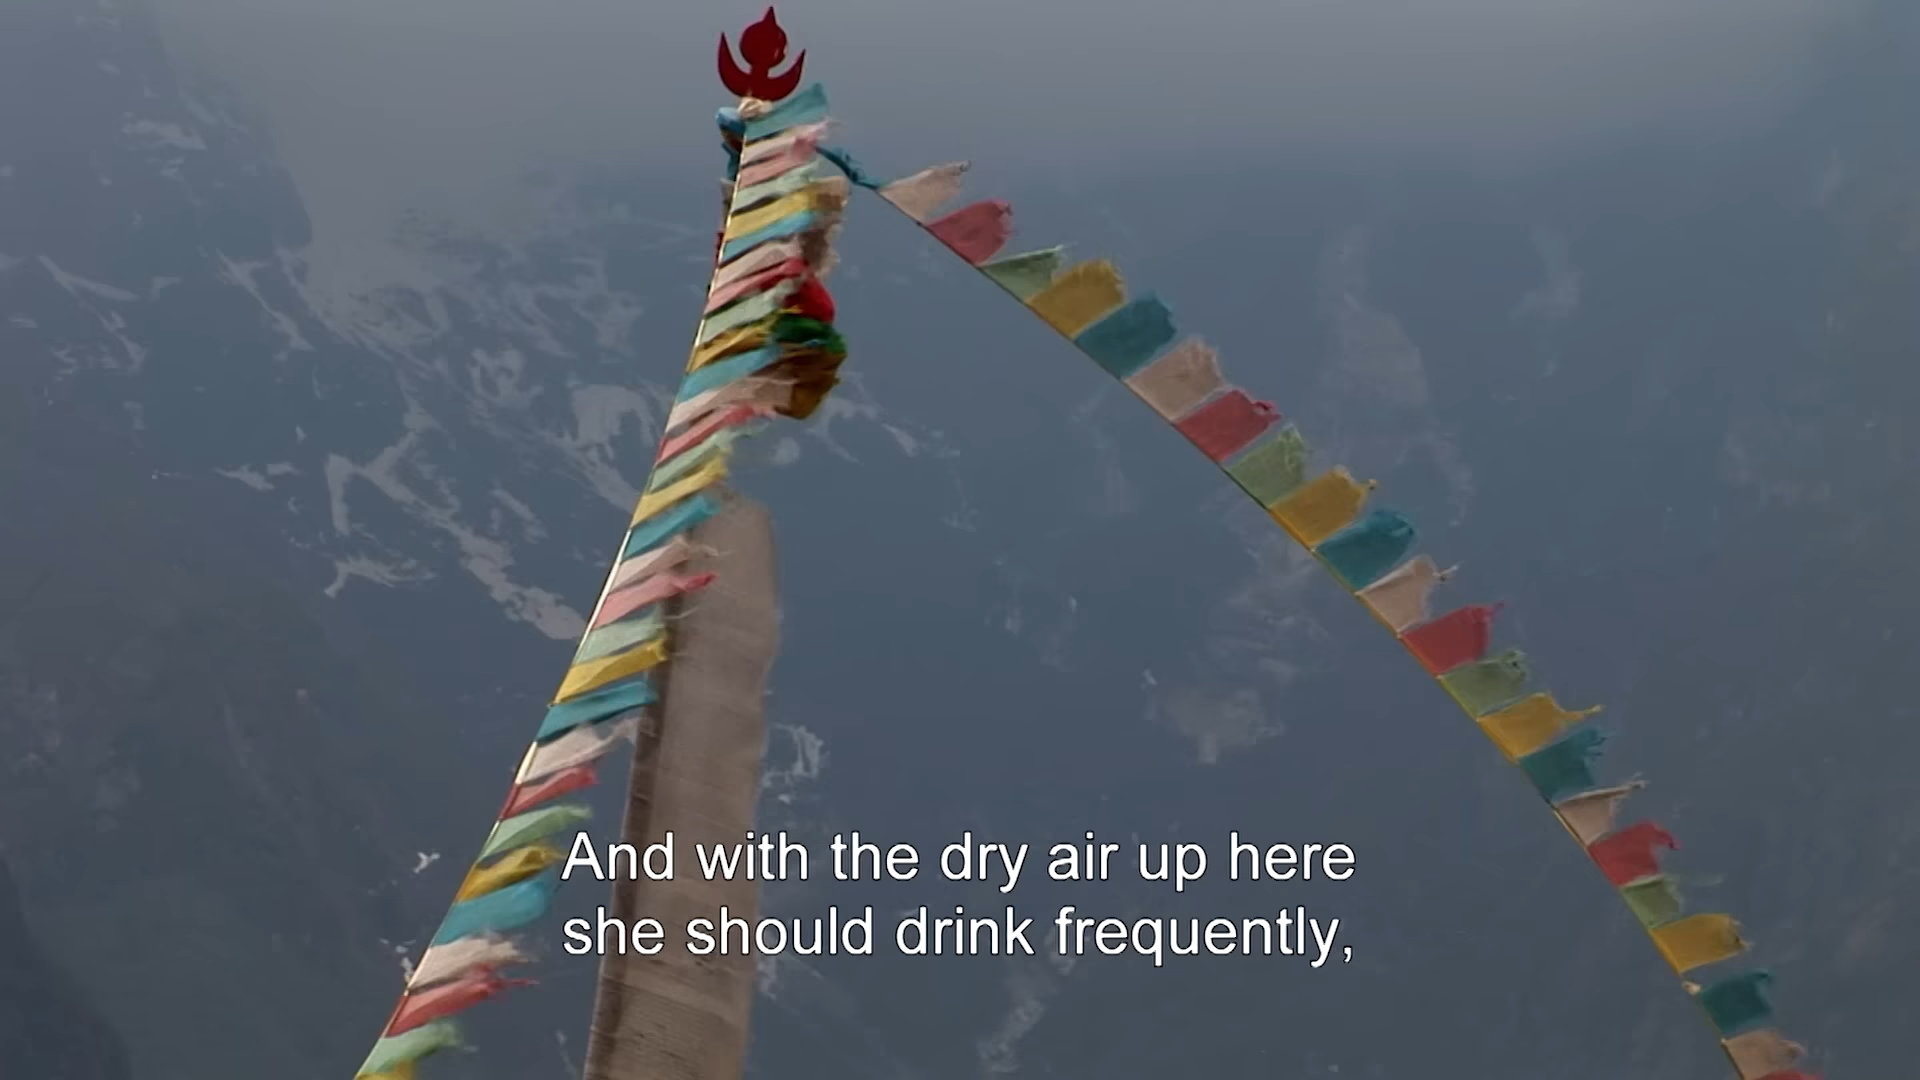 And with the dry air up here
she should drink frequently,